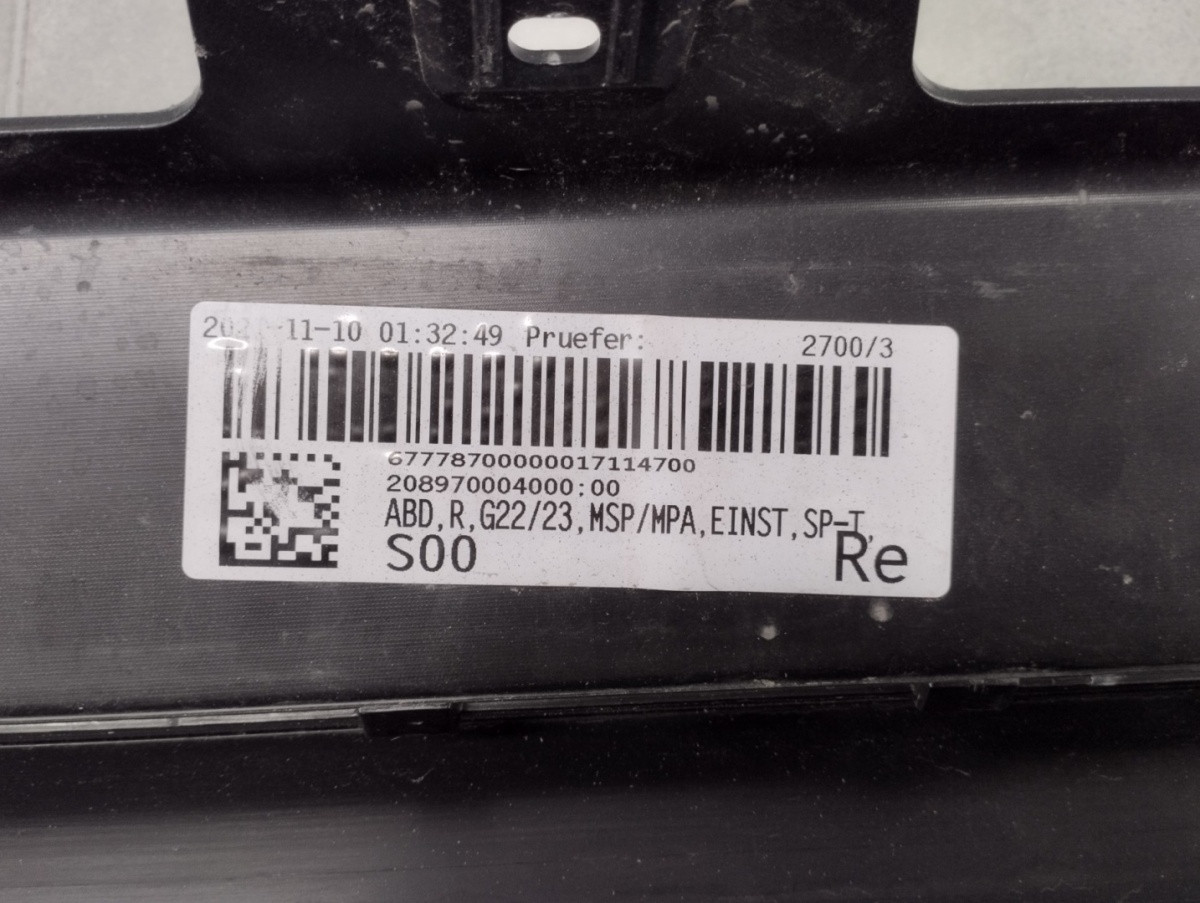 11-10 01:32:49 Pruefer: 2700/3
67778700000017114700
208970004000:00
ABD,R,G22/23,MSP/MPA,EINST,SP-T,
S00 Re